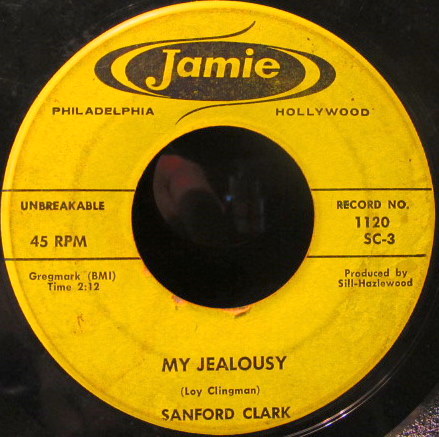 Jamie
PHILADELPHIA HOLLYWOOD
UNBREAKABLE
45 RPM
Gregmark (BMI)
Time 2:12
RECORD NO.
1120
SC-3
Produced by
Sill-Hazlewood
MY JEALOUSY
(Loy Clingman)
SANFORD CLARK